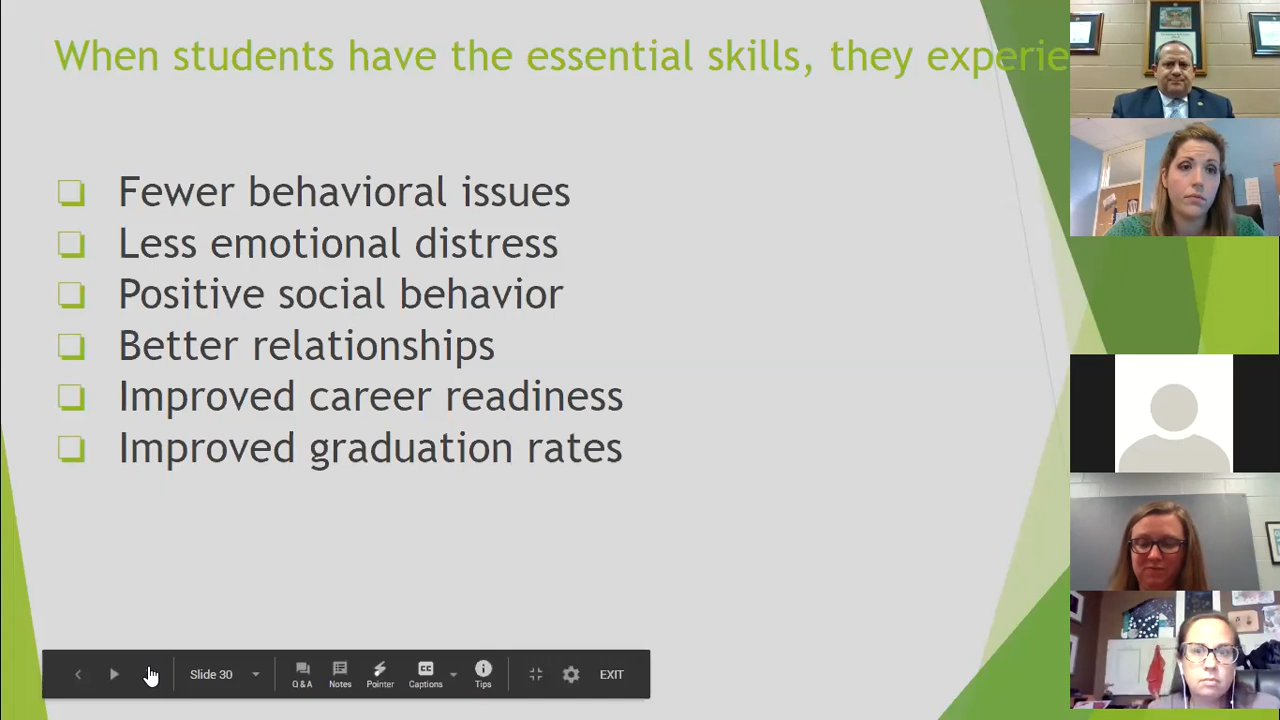 When students have tne essential skills, they experie
Fewer behavioral issues
Less emotional distress
Positive social behavior
Better relationships
Improved career readiness
Improved graduation rates
Slide 30
Q & A
Notes
Pointer
Captions
Tips
EXIT